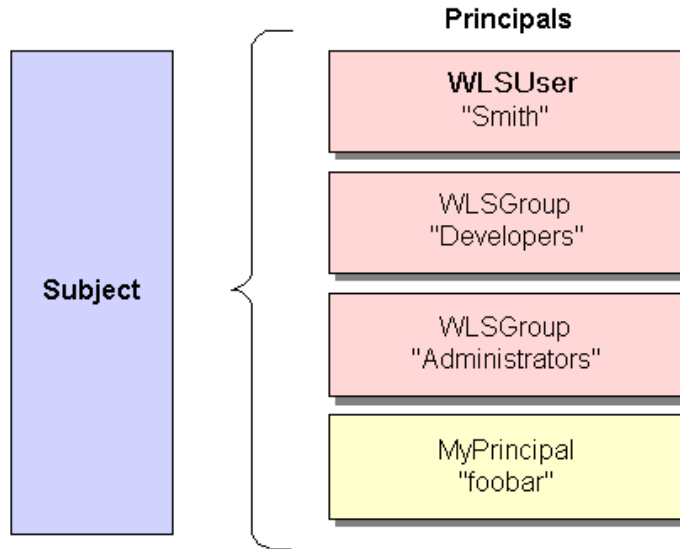 Principals
WLSUser
"Smith"
WLSGroup
"Developers"
Subject
WLSGroup
"Administrators"
MyPrincipal
"foobar"